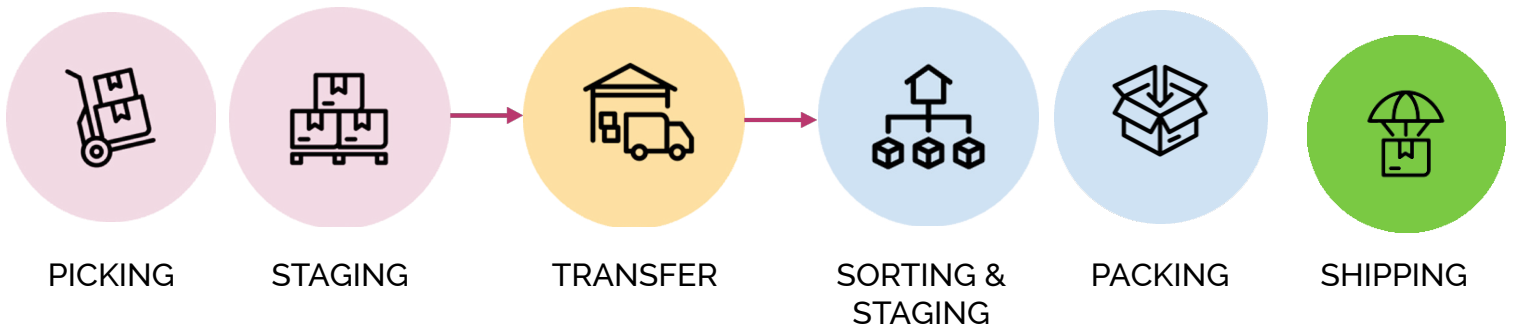 PICKING
STAGING
TRANSFER
SORTING &
STAGING
PACKING
SHIPPING